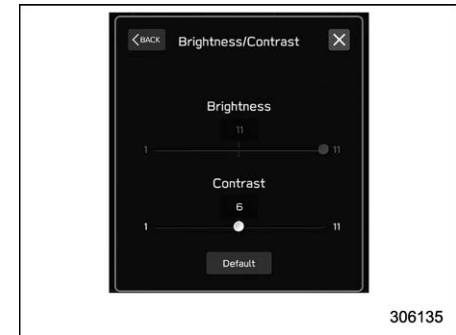 BACK Brightness/Contrast
Brightness
11
1 11
Contrast
6
1 11
Default
306135